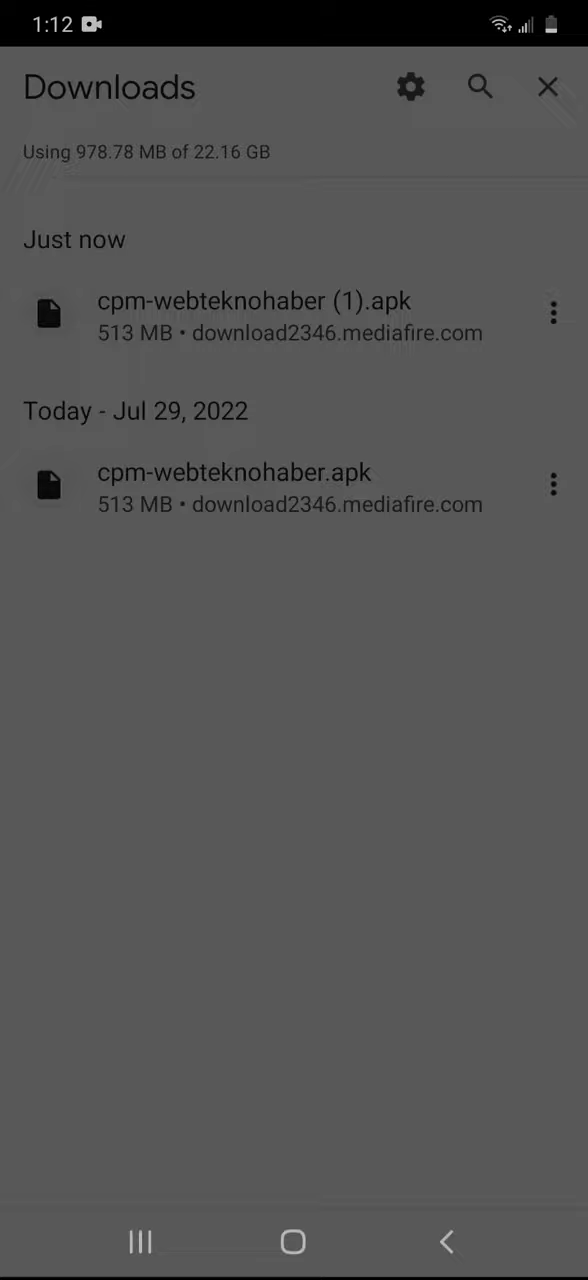 1:12
Downloads
Using 978.78 MB of 22.16 GB
Just now
cpm-webteknohaber (1).apk
513 MB • download2346.mediafire.com
Today - Jul 29, 2022
cpm-webteknohaber.apk
513 MB • download2346.mediafire.com